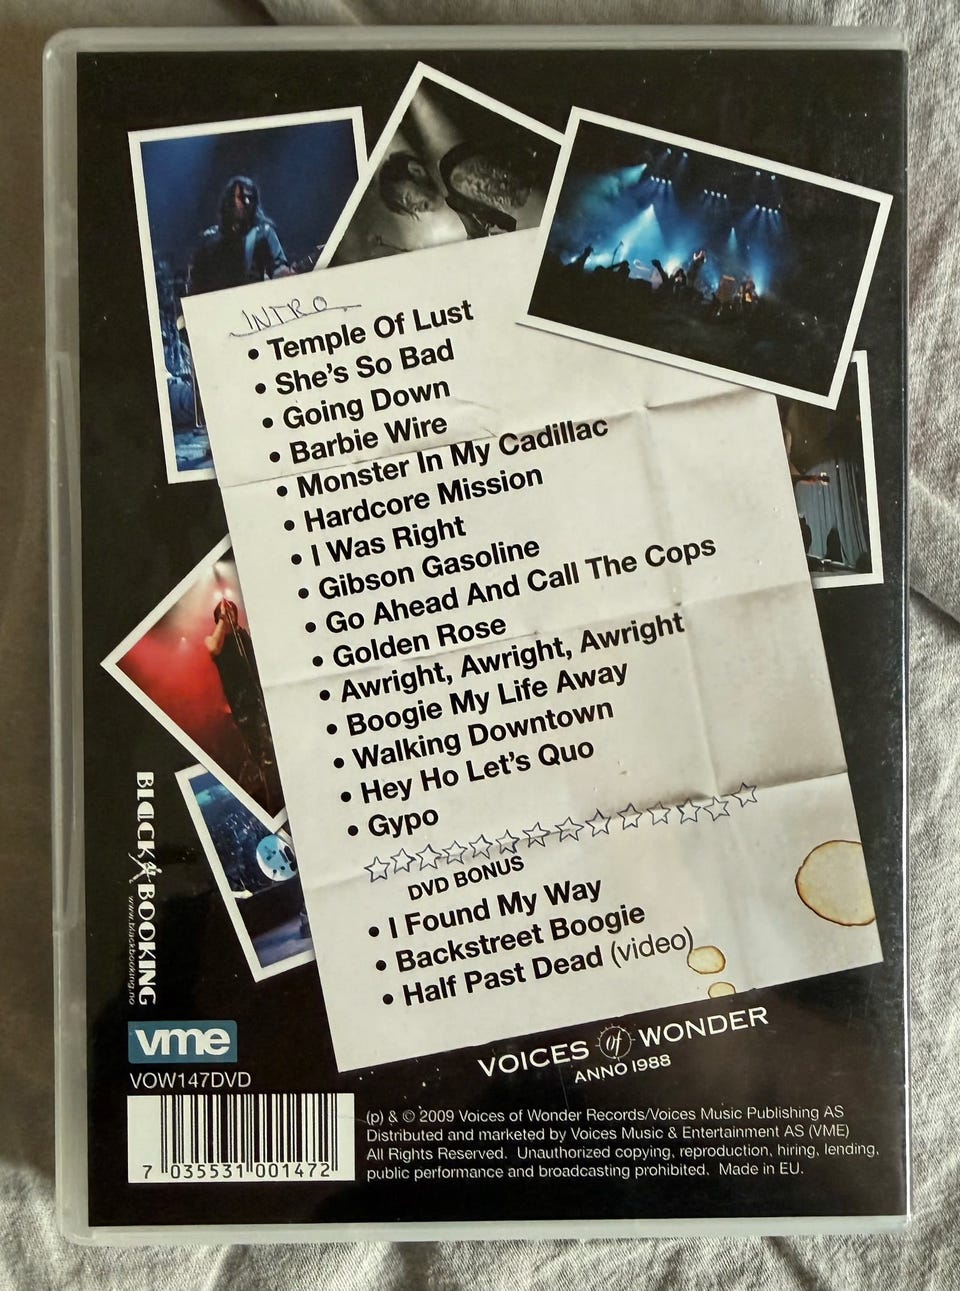 INTRO
• Temple Of Lust
• She's So Bad
• Going Down
• Barbie Wire
• Monster In My Cadillac
• Hardcore Mission
• I Was Right
• Gibson Gasoline
• Go Ahead And Call The Cops
• Golden Rose
• Awright, Awright, Awright
• Boogie My Life Away
• Walking Downtown
• Hey Ho Let's Quo
• Gypo
DVD BONUS
• I Found My Way
• Backstreet Boogie
• Half Past Dead (video)
BLACK BOOKING
www.blackbooking.no
vme
VOW147DVD
7 035531 001472
VOICES of WONDER
ANNO 1988
(p) & © 2009 Voices of Wonder Records/Voices Music Publishing AS
Distributed and marketed by Voices Music & Entertainment AS (VME)
All Rights Reserved. Unauthorized copying, reproduction, hiring, lending,
public performance and broadcasting prohibited. Made in EU.